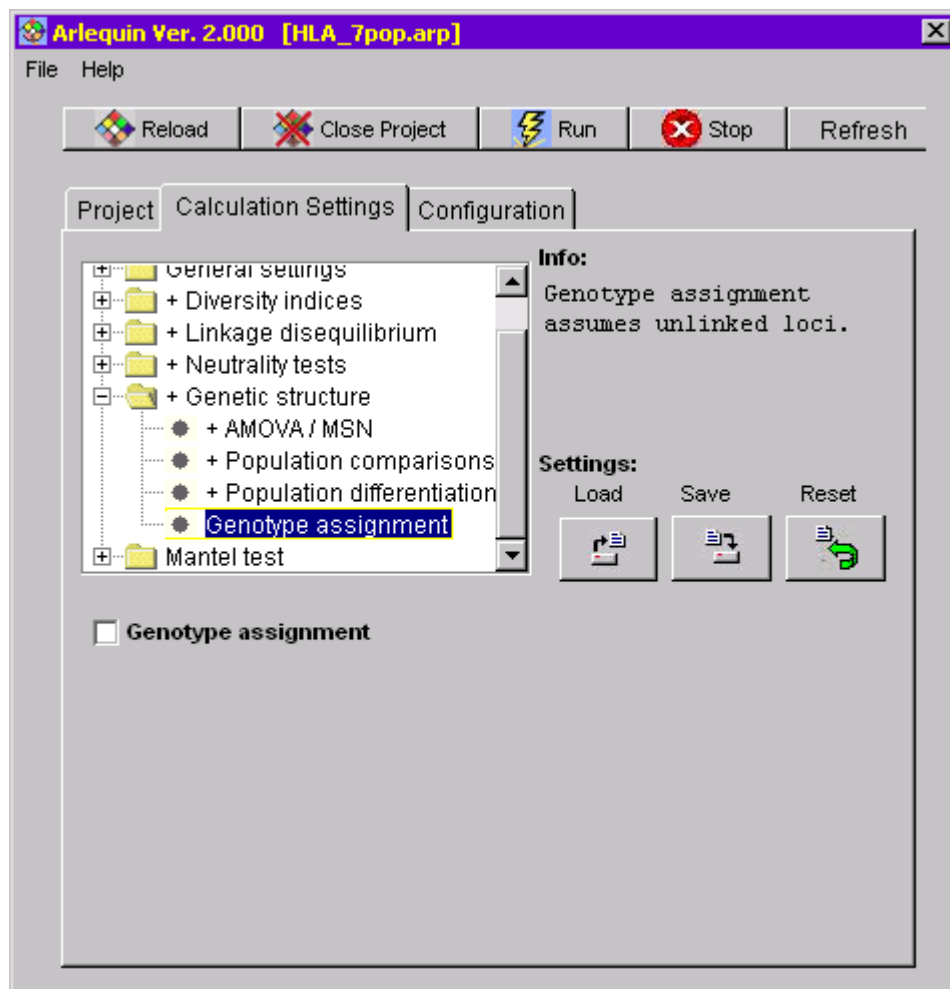 Arlequin Ver. 2.000 [HLA_7pop.arp]
File Help
Reload Close Project Run Stop Refresh
Project Calculation Settings Configuration
General settings
+ Diversity indices
+ Linkage disequilibrium
+ Neutrality tests
+ Genetic structure
+ AMOVA / MSN
+ Population comparisons
+ Population differentiation
Genotype assignment
Mantel test
Info:
Genotype assignment
assumes unlinked loci.
Settings:
Load Save Reset
Genotype assignment